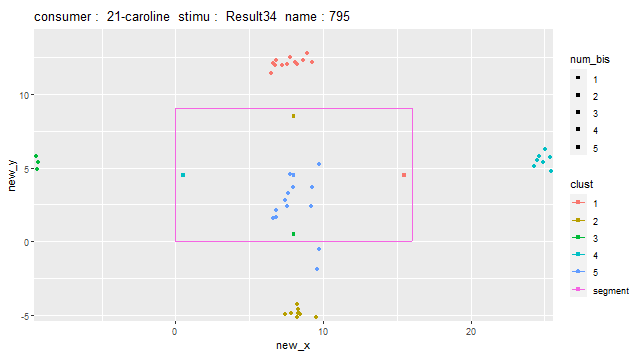 consumer : 21-caroline stimu : Result34 name : 795
new_y
10
5
0
-5
0
10
20
new_x
num_bis
1
2
3
4
5
clust
1
2
3
4
5
segment